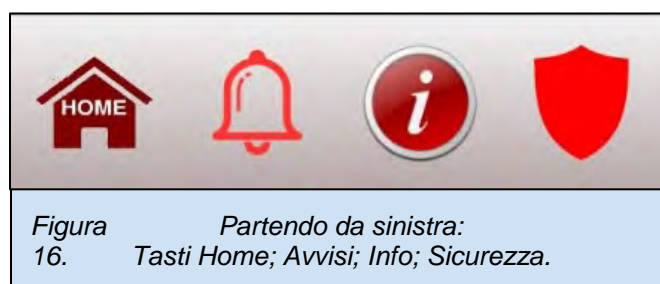 HOME
i
Figura Partendo da sinistra:
16. Tasti Home; Avvisi; Info; Sicurezza.